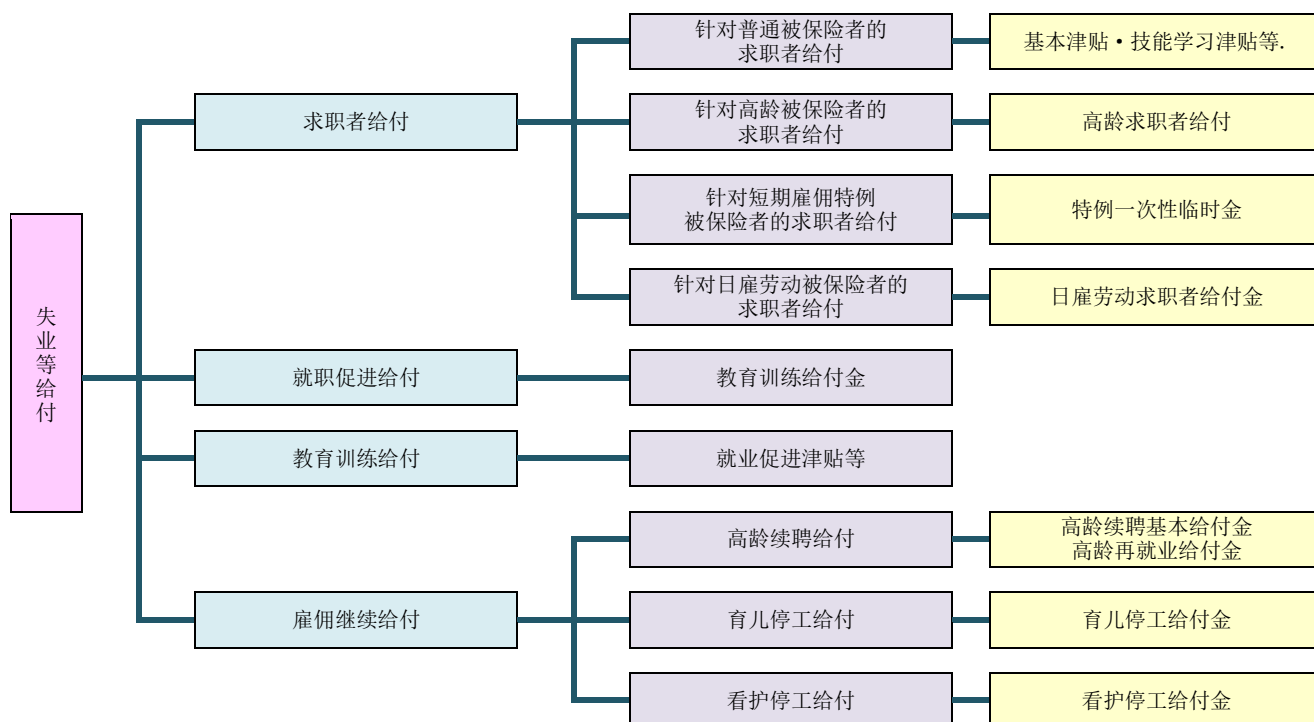 失业等给付
求职者给付
针对普通被保险者的
求职者给付
基本津贴·技能学习津贴等.
针对高龄被保险者的
求职者给付
高龄求职者给付
针对短期雇佣特例
被保险者的求职者给付
特例一次性临时金
针对日雇劳动被保险者的
求职者给付
日雇劳动求职者给付金
就职促进给付
教育训练给付金
教育训练给付
就业促进津贴等
雇佣继续给付
高龄续聘给付
高龄续聘基本给付金
高龄再就业给付金
育儿停工给付
育儿停工给付金
看护停工给付
看护停工给付金